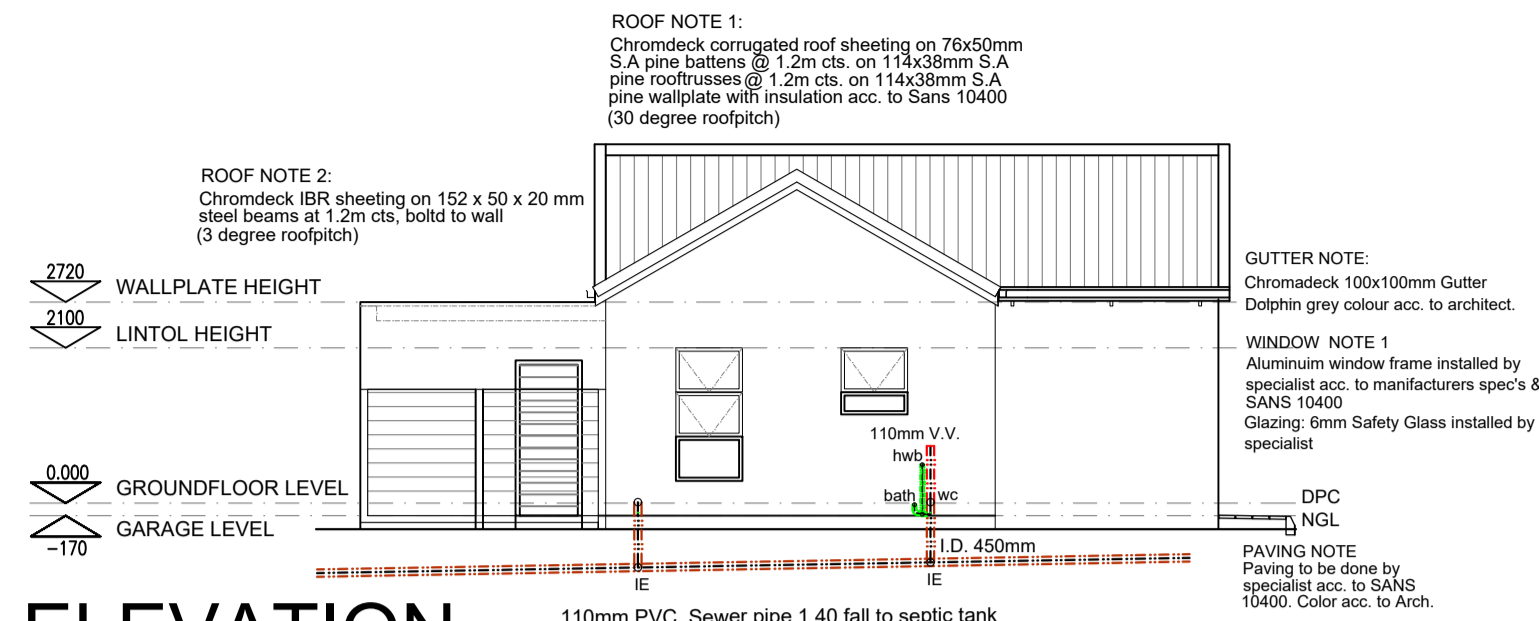 ROOF NOTE 1:
Chromdeck corrugated roof sheeting on 76x50mm
S.A pine battens @ 1.2m cts. on 114x38mm S.A
pine rooftrusses @ 1.2m cts. on 114x38mm S.A
pine wallplate with insulation acc. to Sans 10400
(30 degree roofpitch)
ROOF NOTE 2:
Chromdeck IBR sheeting on 152 x 50 x 20 mm
steel beams at 1.2m cts, boltd to wall
(3 degree roofpitch)
2720
WALLPLATE HEIGHT
2100
LINTOL HEIGHT
0.000
GROUNDFLOOR LEVEL
GARAGE LEVEL
-170
GUTTER NOTE:
Chromadeck 100x100mm Gutter
Dolphin grey colour acc. to architect.
WINDOW NOTE 1
Aluminuim window frame installed by
specialist acc. to manifacturers spec's &
SANS 10400
Glazing: 6mm Safety Glass installed by
specialist
110mm V.V.
hwb
bath
wc
DPC
NGL
I.D. 450mm
IE
IE
PAVING NOTE
Paving to be done by
specialist acc. to SANS
10400. Color acc. to Arch.
ELEVATION
110mm PVC Sewer pipe 1.40 fall to septic tank